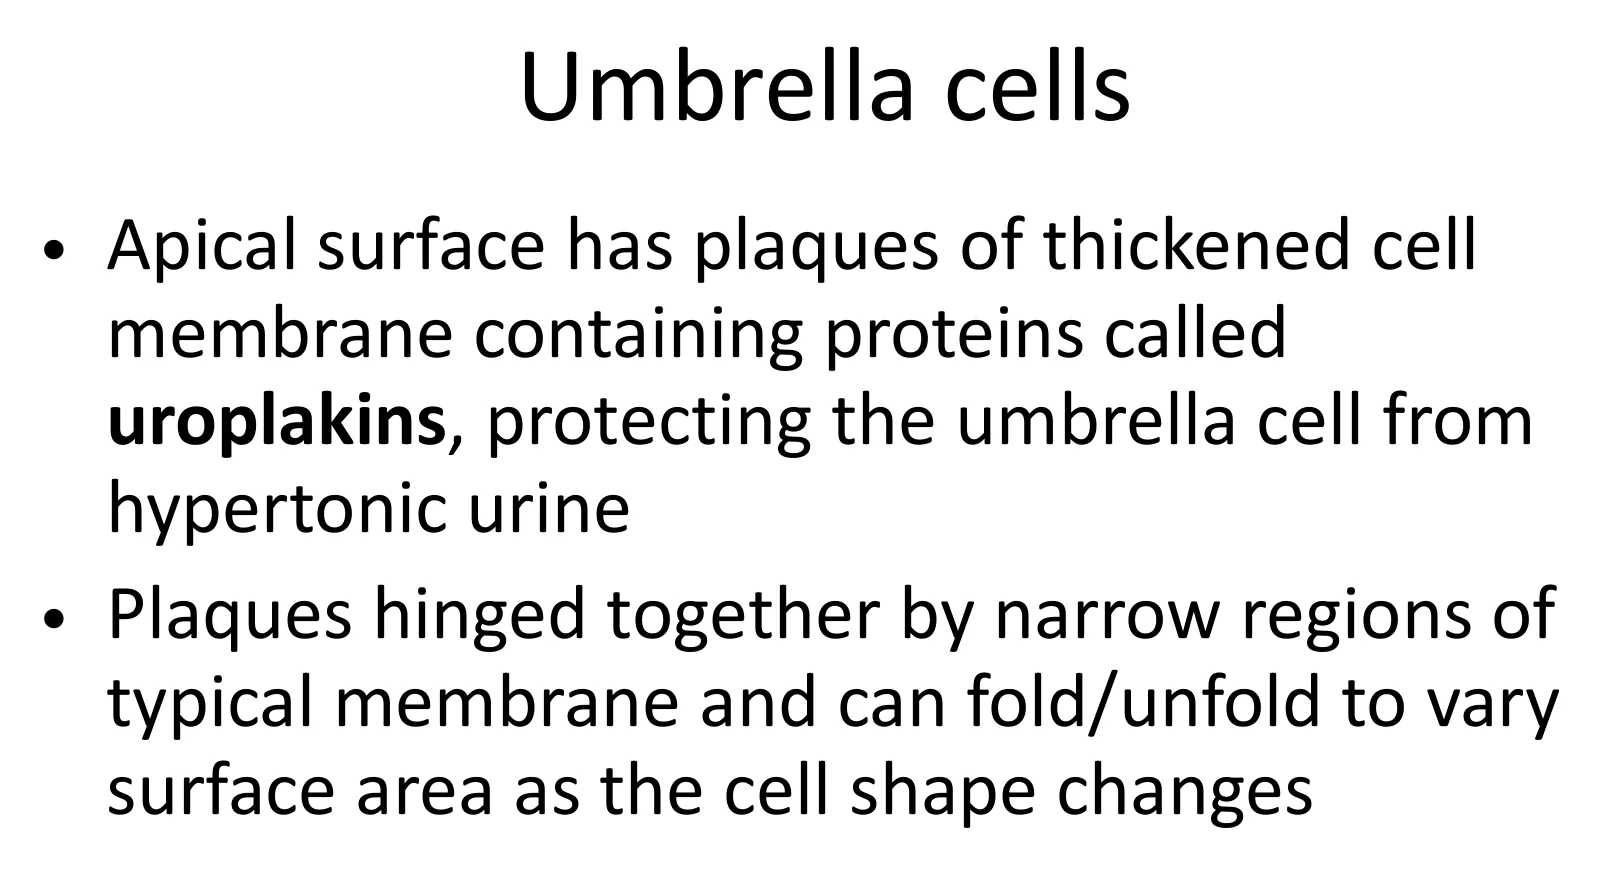 Umbrella cells
• Apical surface has plaques of thickened cell
membrane containing proteins called
uroplakins, protecting the umbrella cell from
hypertonic urine
• Plaques hinged together by narrow regions of
typical membrane and can fold/unfold to vary
surface area as the cell shape changes